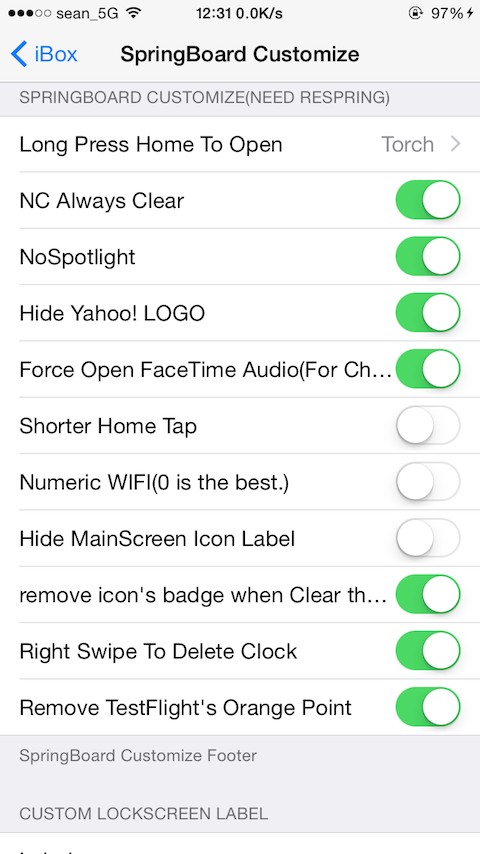 sean_5G 12:31 0.0K/s 97%
iBox SpringBoard Customize
SPRINGBOARD CUSTOMIZE(NEED RESPRING)
Long Press Home To Open Torch
NC Always Clear
NoSpotlight
Hide Yahoo! LOGO
Force Open FaceTime Audio(For Ch...
Shorter Home Tap
Numeric WIFI(0 is the best.)
Hide MainScreen Icon Label
remove icon's badge when Clear th...
Right Swipe To Delete Clock
Remove TestFlight's Orange Point
SpringBoard Customize Footer
CUSTOM LOCKSCREEN LABEL